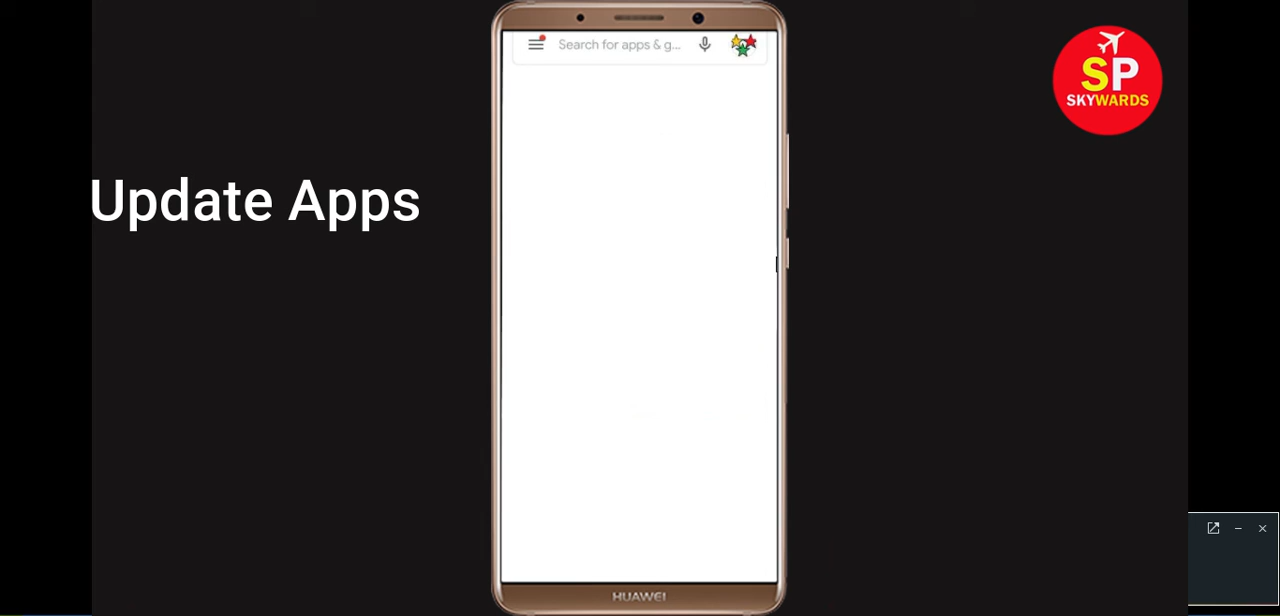 Search for apps & g...
SP
SKYWARDS
Update Apps
HUAWEI